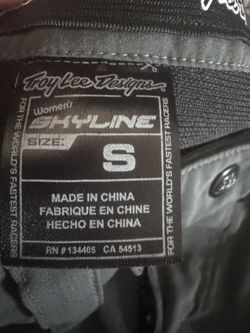 Troy Lee Designs
Women's
SKYLINE
SIZE: S
MADE IN CHINA
FABRIQUE EN CHINE
HECHO EN CHINA
RN # 134405 CA 54513
FOR THE WORLD'S FASTEST RACERS
FOR THE WORLD'S FASTEST RACERS